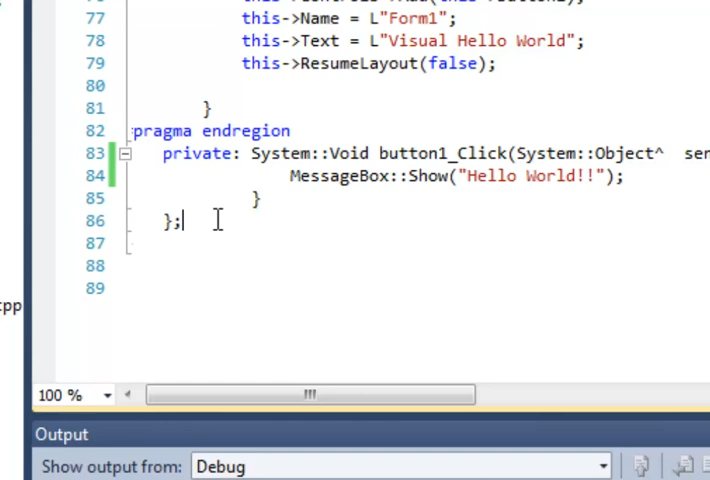 77 this->Name = L"Form1";
78 this->Text = L"Visual Hello World";
79 this->ResumeLayout(false);
80
81 }
82 pragma endregion
83 private: System::Void button1_Click(System::Object^ sen
84 MessageBox::Show("Hello World!!");
85 }
86 };
87
88
89
cpp
100 %
Output
Show output from: Debug